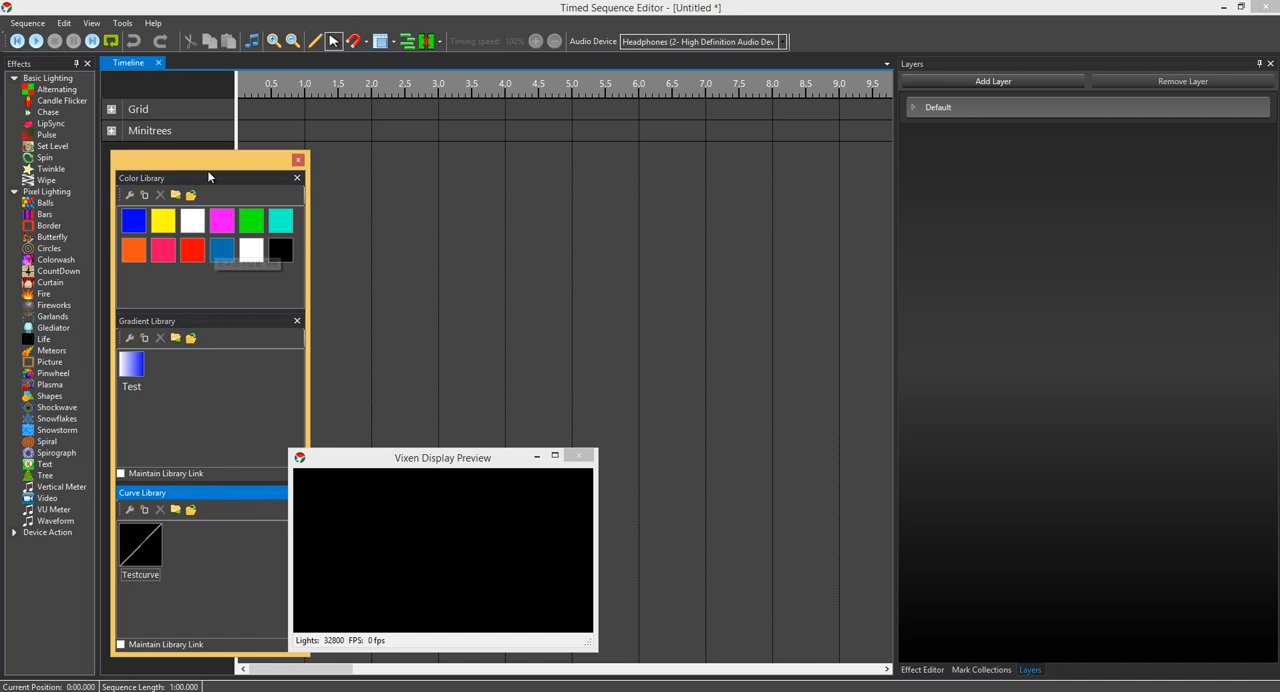 Timed Sequence Editor - [Untitled *]
Sequence Edit View Tools Help
Timing speed: 100% Audio Device Headphones (2- High Definition Audio Dev
Effects
Timeline
Layers
Basic Lighting
Alternating
Candle Flicker
Chase
LipSync
Pulse
Set Level
Spin
Twinkle
Wipe
Pixel Lighting
Balls
Bars
Border
Butterfly
Circles
Colorwash
CountDown
Curtain
Fire
Fireworks
Garlands
Glediator
Life
Meteors
Picture
Pinwheel
Plasma
Shapes
Shockwave
Snowflakes
Snowstorm
Spiral
Spirograph
Text
Tree
Vertical Meter
Video
VU Meter
Waveform
Device Action
0,5 1,0 1,5 2,0 2,5 3,0 3,5 4,0 4,5 5,0 5,5 6,0 6,5 7,0 7,5 8,0 8,5 9,0 9,5
Grid
Minitrees
Color Library
Gradient Library
Test
Maintain Library Link
Curve Library
Testcurve
Maintain Library Link
Vixen Display Preview
Lights: 32800 FPS: 0 fps
Add Layer Remove Layer
Default
Effect Editor Mark Collections Layers
Current Position: 0:00.000 Sequence Length: 1:00.000